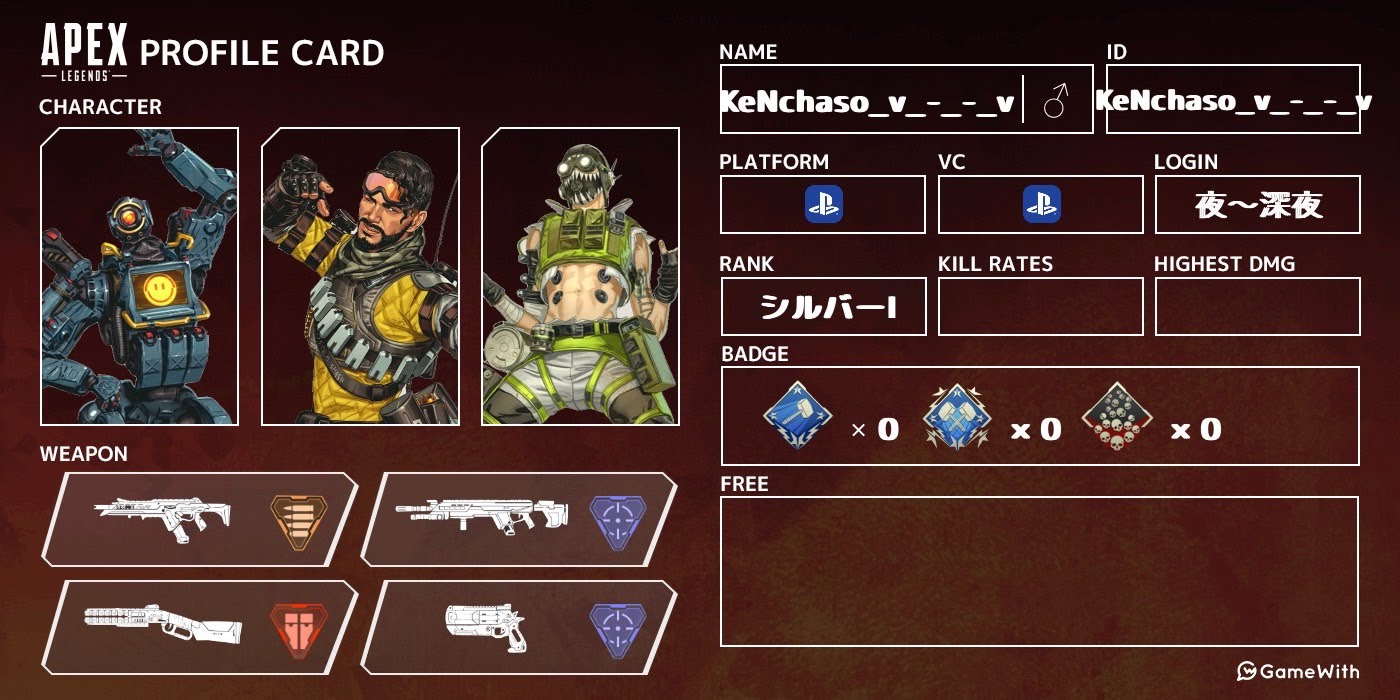 APEX
LEGENDS
PROFILE CARD
CHARACTER
WEAPON
NAME
KeNchaso_v_-_-_v ♂
ID
KeNchaso_v_-_-_v
PLATFORM
VC
LOGIN
夜〜深夜
RANK
シルバーI
KILL RATES
HIGHEST DMG
BADGE
× 0
x 0
x 0
FREE
GameWith